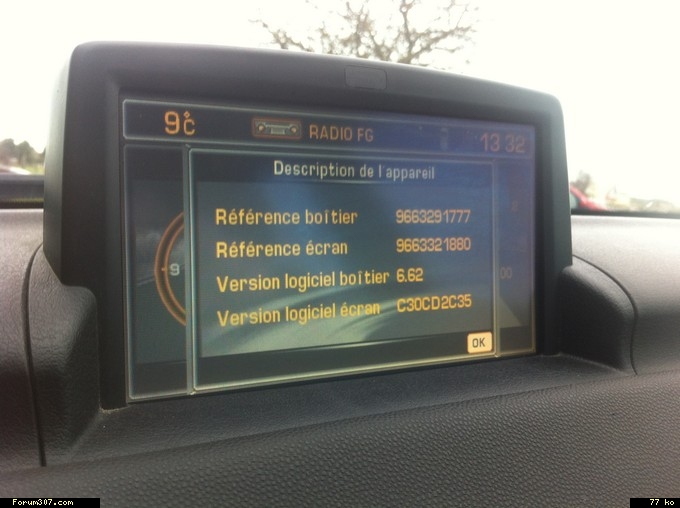 9°C RADIO FG 13 32
Description de l'appareil
Référence boîtier 9663291777
Référence écran 9663321880
Version logiciel boîtier 6.62
Version logiciel écran C30CD2C35
OK
Forum307.com 77 ko